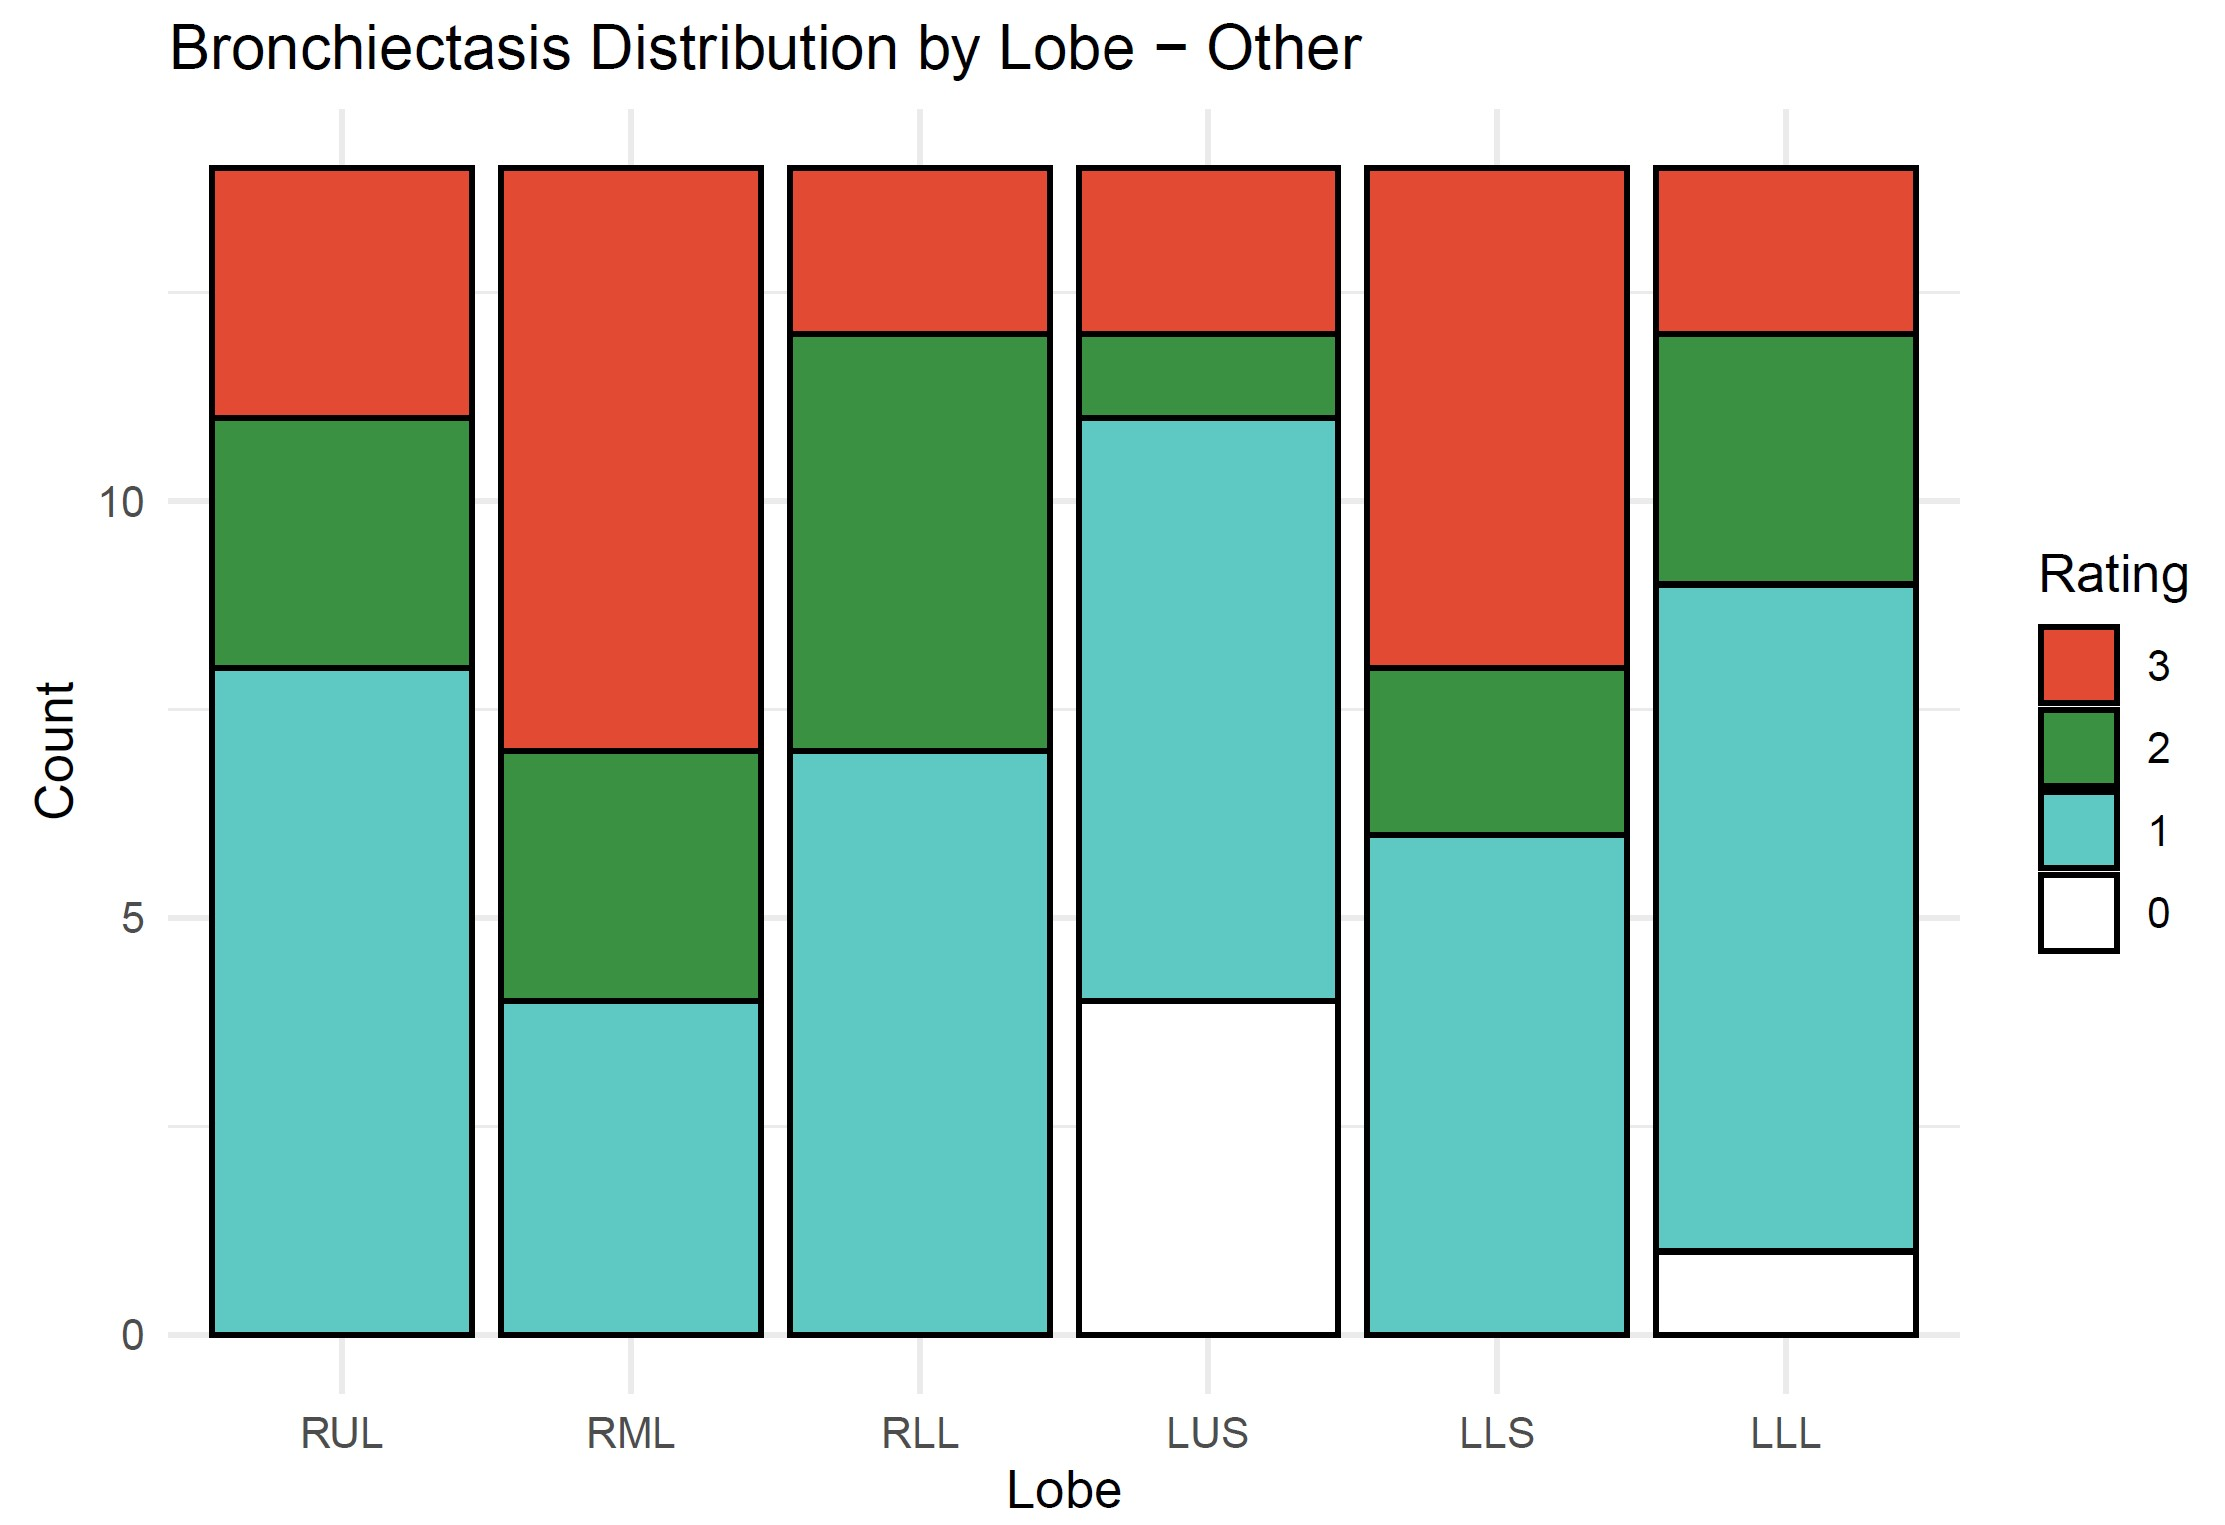 Bronchiectasis Distribution by Lobe − Other
Count
10
5
0
RUL RML RLL LUS LLS LLL
Lobe
Rating
3
2
1
0